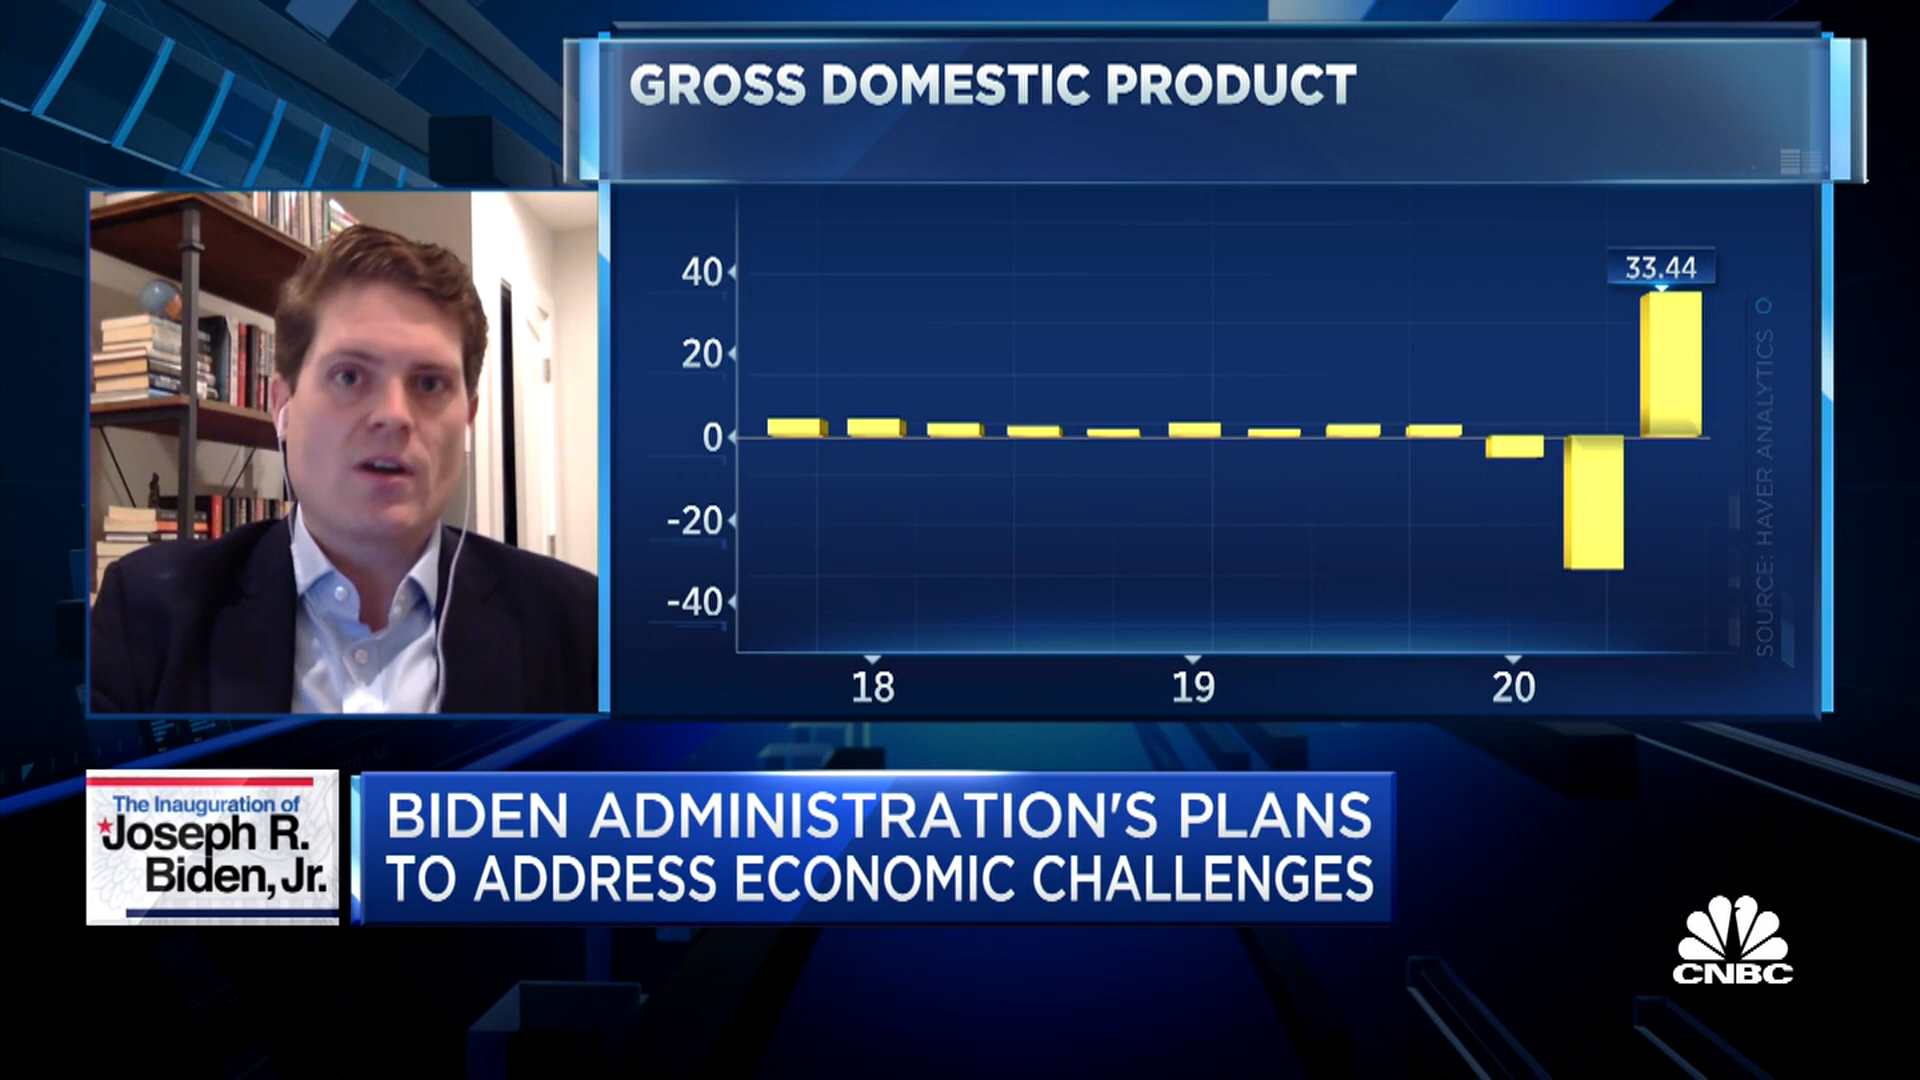 GROSS DOMESTIC PRODUCT
33.44
40
20
0
-20
-40
18
19
20
SOURCE: HAVER ANALYTICS
The Inauguration of
Joseph R.
Biden, Jr.
BIDEN ADMINISTRATION'S PLANS
TO ADDRESS ECONOMIC CHALLENGES
CNBC